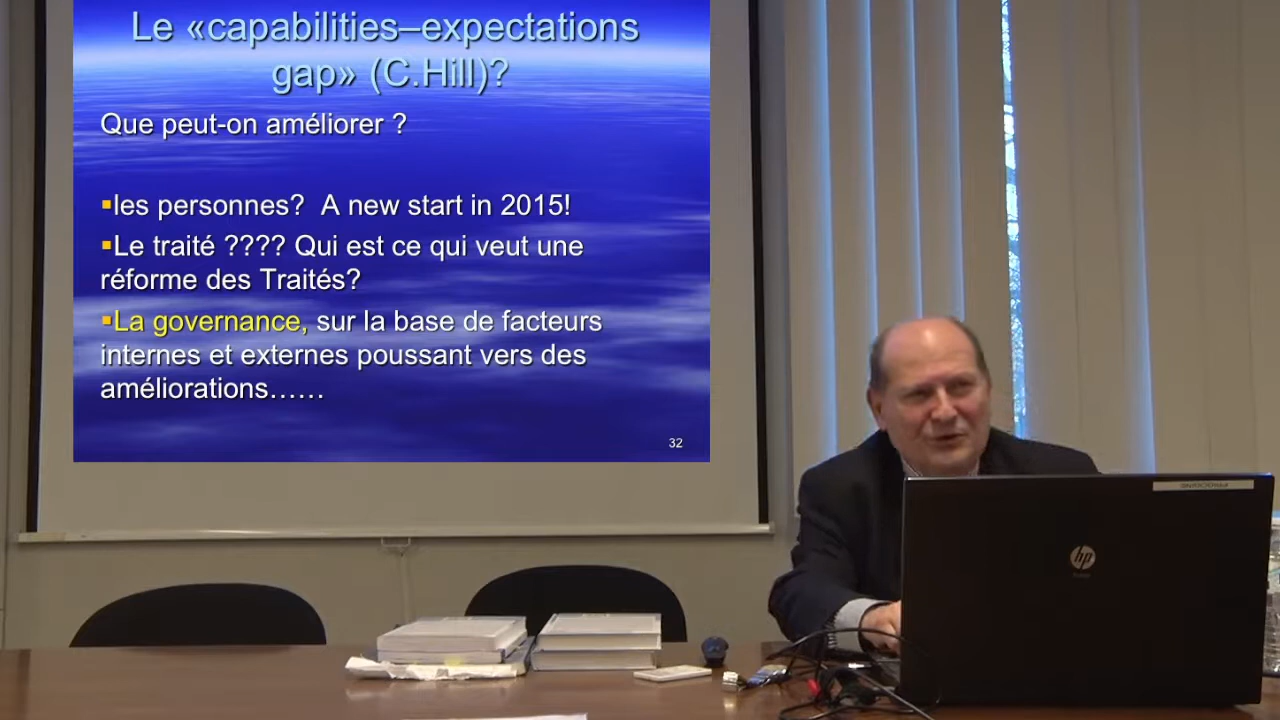 Le «capabilities–expectations
gap» (C.Hill)?
Que peut-on améliorer ?
les personnes? A new start in 2015!
Le traité ???? Qui est ce qui veut une
réforme des Traités?
La governance, sur la base de facteurs
internes et externes poussant vers des
améliorations……
32
hp